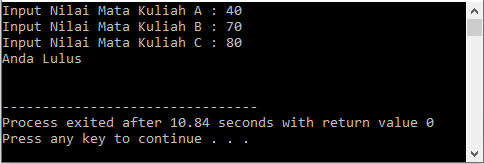 Input Nilai Mata Kuliah A : 40
Input Nilai Mata Kuliah B : 70
Input Nilai Mata Kuliah C : 80
Anda Lulus
--------------------------------
Process exited after 10.84 seconds with return value 0
Press any key to continue . . .